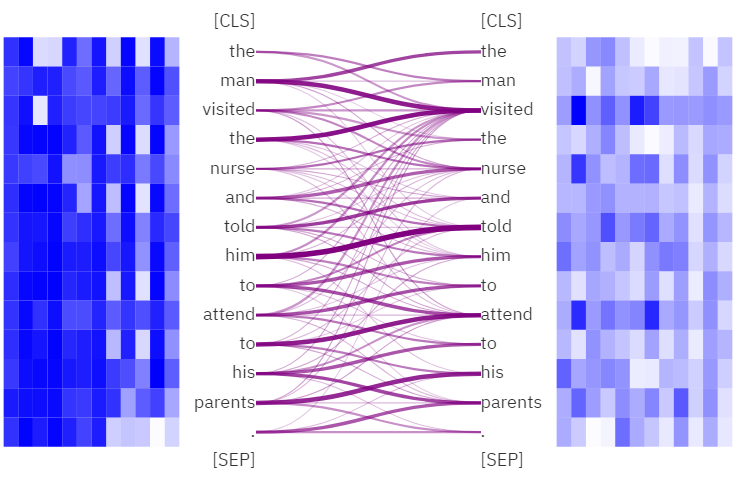 [CLS] [CLS]
the the
man man
visited visited
the the
nurse nurse
and and
told told
him him
to to
attend attend
to to
his his
parents parents
. .
[SEP] [SEP]